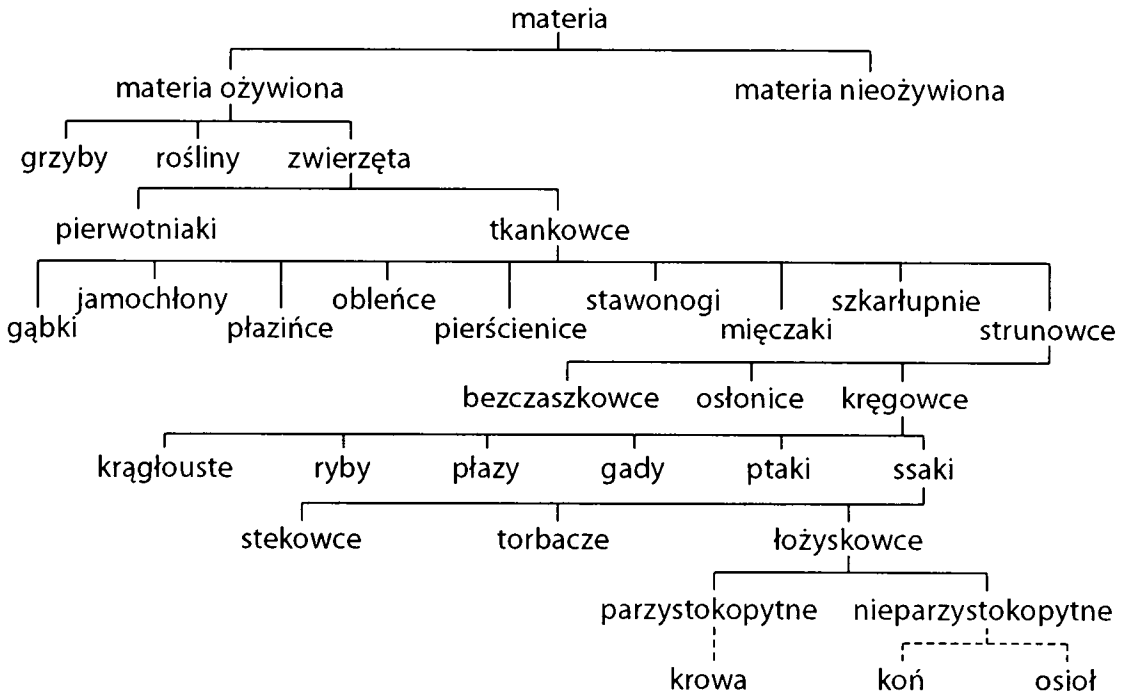 materia
materia ożywiona materia nieożywiona
grzyby rośliny zwierzęta
pierwotniaki tkankowce
jamochłony obleńce stawonogi szkarłupnie
gąbki płazińce pierścienice mięczaki strunowce
bezczaszkowce osłonice kręgowce
krągłouste ryby płazy gady ptaki ssaki
stekowce torbacze łożyskowce
parzystokopytne nieparzystokopytne
krowa koń osioł